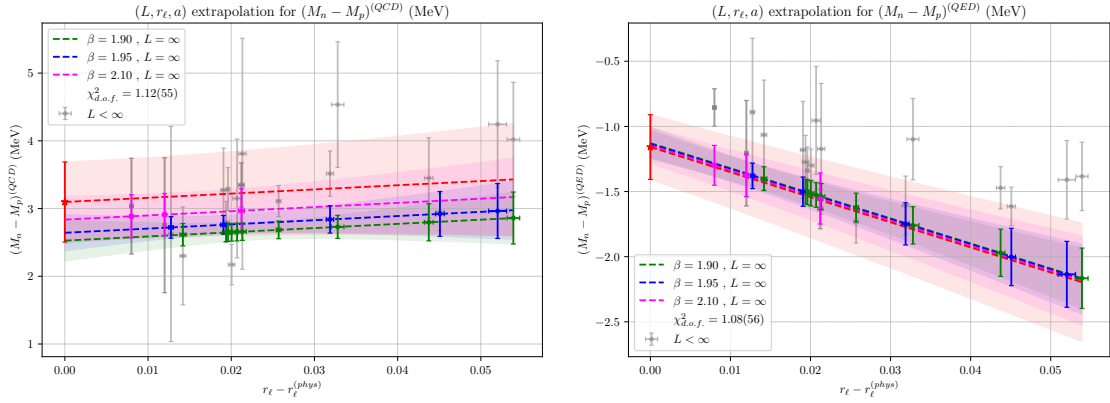 (L, r_ℓ, a) extrapolation for (M_n − M_p)^(QCD) (MeV)
β = 1.90 , L = ∞
β = 1.95 , L = ∞
β = 2.10 , L = ∞
χ²_d.o.f. = 1.12(55)
L < ∞
(M_n − M_p)^(QCD) (MeV)
5
4
3
2
1
0.00 0.01 0.02 0.03 0.04 0.05
r_ℓ − r_ℓ^(phys)
(L, r_ℓ, a) extrapolation for (M_n − M_p)^(QED) (MeV)
(M_n − M_p)^(QED) (MeV)
−0.5
−1.0
−1.5
−2.0
−2.5
β = 1.90 , L = ∞
β = 1.95 , L = ∞
β = 2.10 , L = ∞
χ²_d.o.f. = 1.08(56)
L < ∞
0.00 0.01 0.02 0.03 0.04 0.05
r_ℓ − r_ℓ^(phys)